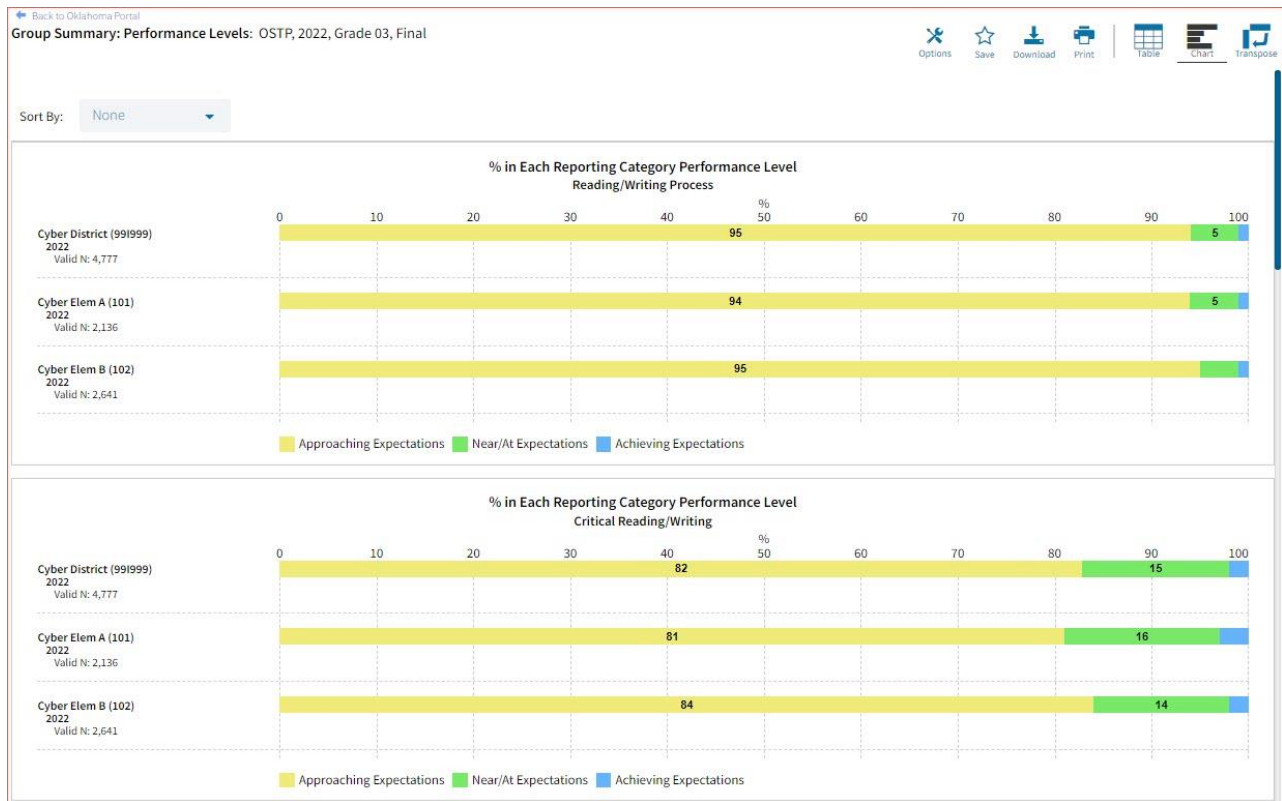 Back to Oklahoma Portal
Group Summary: Performance Levels: OSTP, 2022, Grade 03, Final
Options Save Download Print Table Chart Transpose
Sort By: None
% in Each Reporting Category Performance Level
Reading/Writing Process
%
0 10 20 30 40 50 60 70 80 90 100
Cyber District (99I999) 95 5
2022
Valid N: 4,777
Cyber Elem A (101) 94 5
2022
Valid N: 2,136
Cyber Elem B (102) 95
2022
Valid N: 2,641
Approaching Expectations Near/At Expectations Achieving Expectations
% in Each Reporting Category Performance Level
Critical Reading/Writing
%
0 10 20 30 40 50 60 70 80 90 100
Cyber District (99I999) 82 15
2022
Valid N: 4,777
Cyber Elem A (101) 81 16
2022
Valid N: 2,136
Cyber Elem B (102) 84 14
2022
Valid N: 2,641
Approaching Expectations Near/At Expectations Achieving Expectations